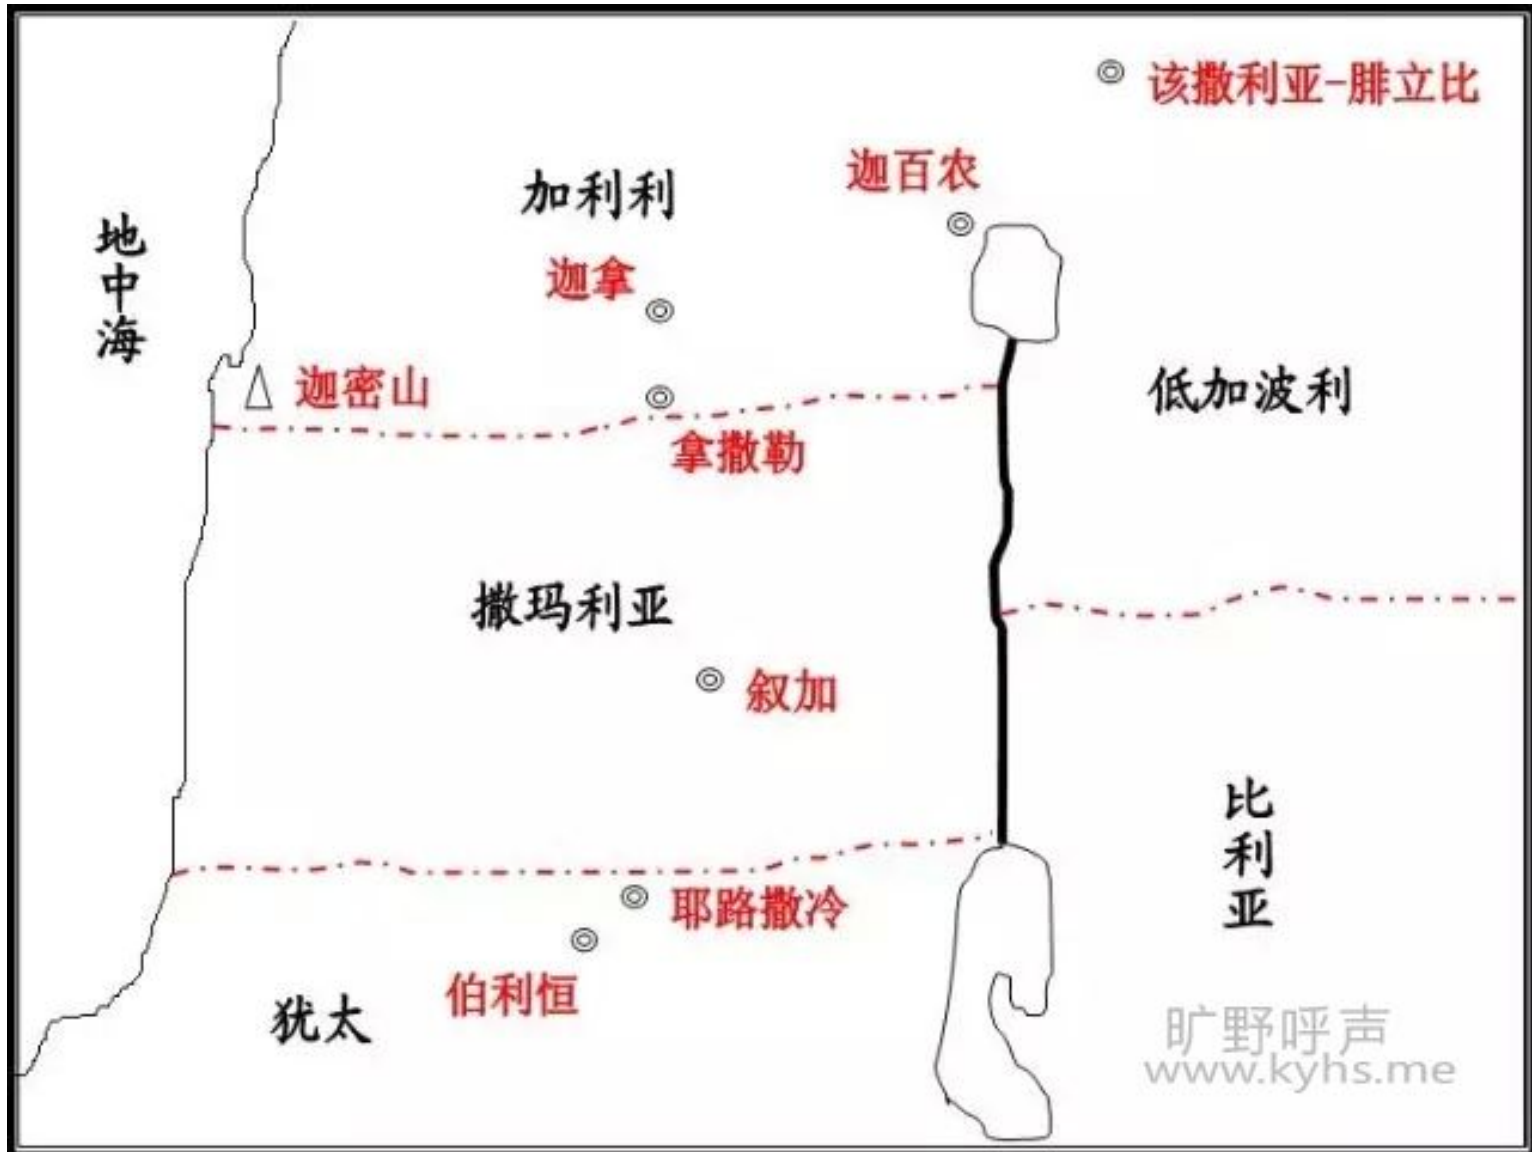 该撒利亚-腓立比
迦百农
加利利
地中海
迦拿
迦密山
低加波利
拿撒勒
撒玛利亚
叙加
比利亚
耶路撒冷
伯利恒
犹太
旷野呼声
www.kyhs.me